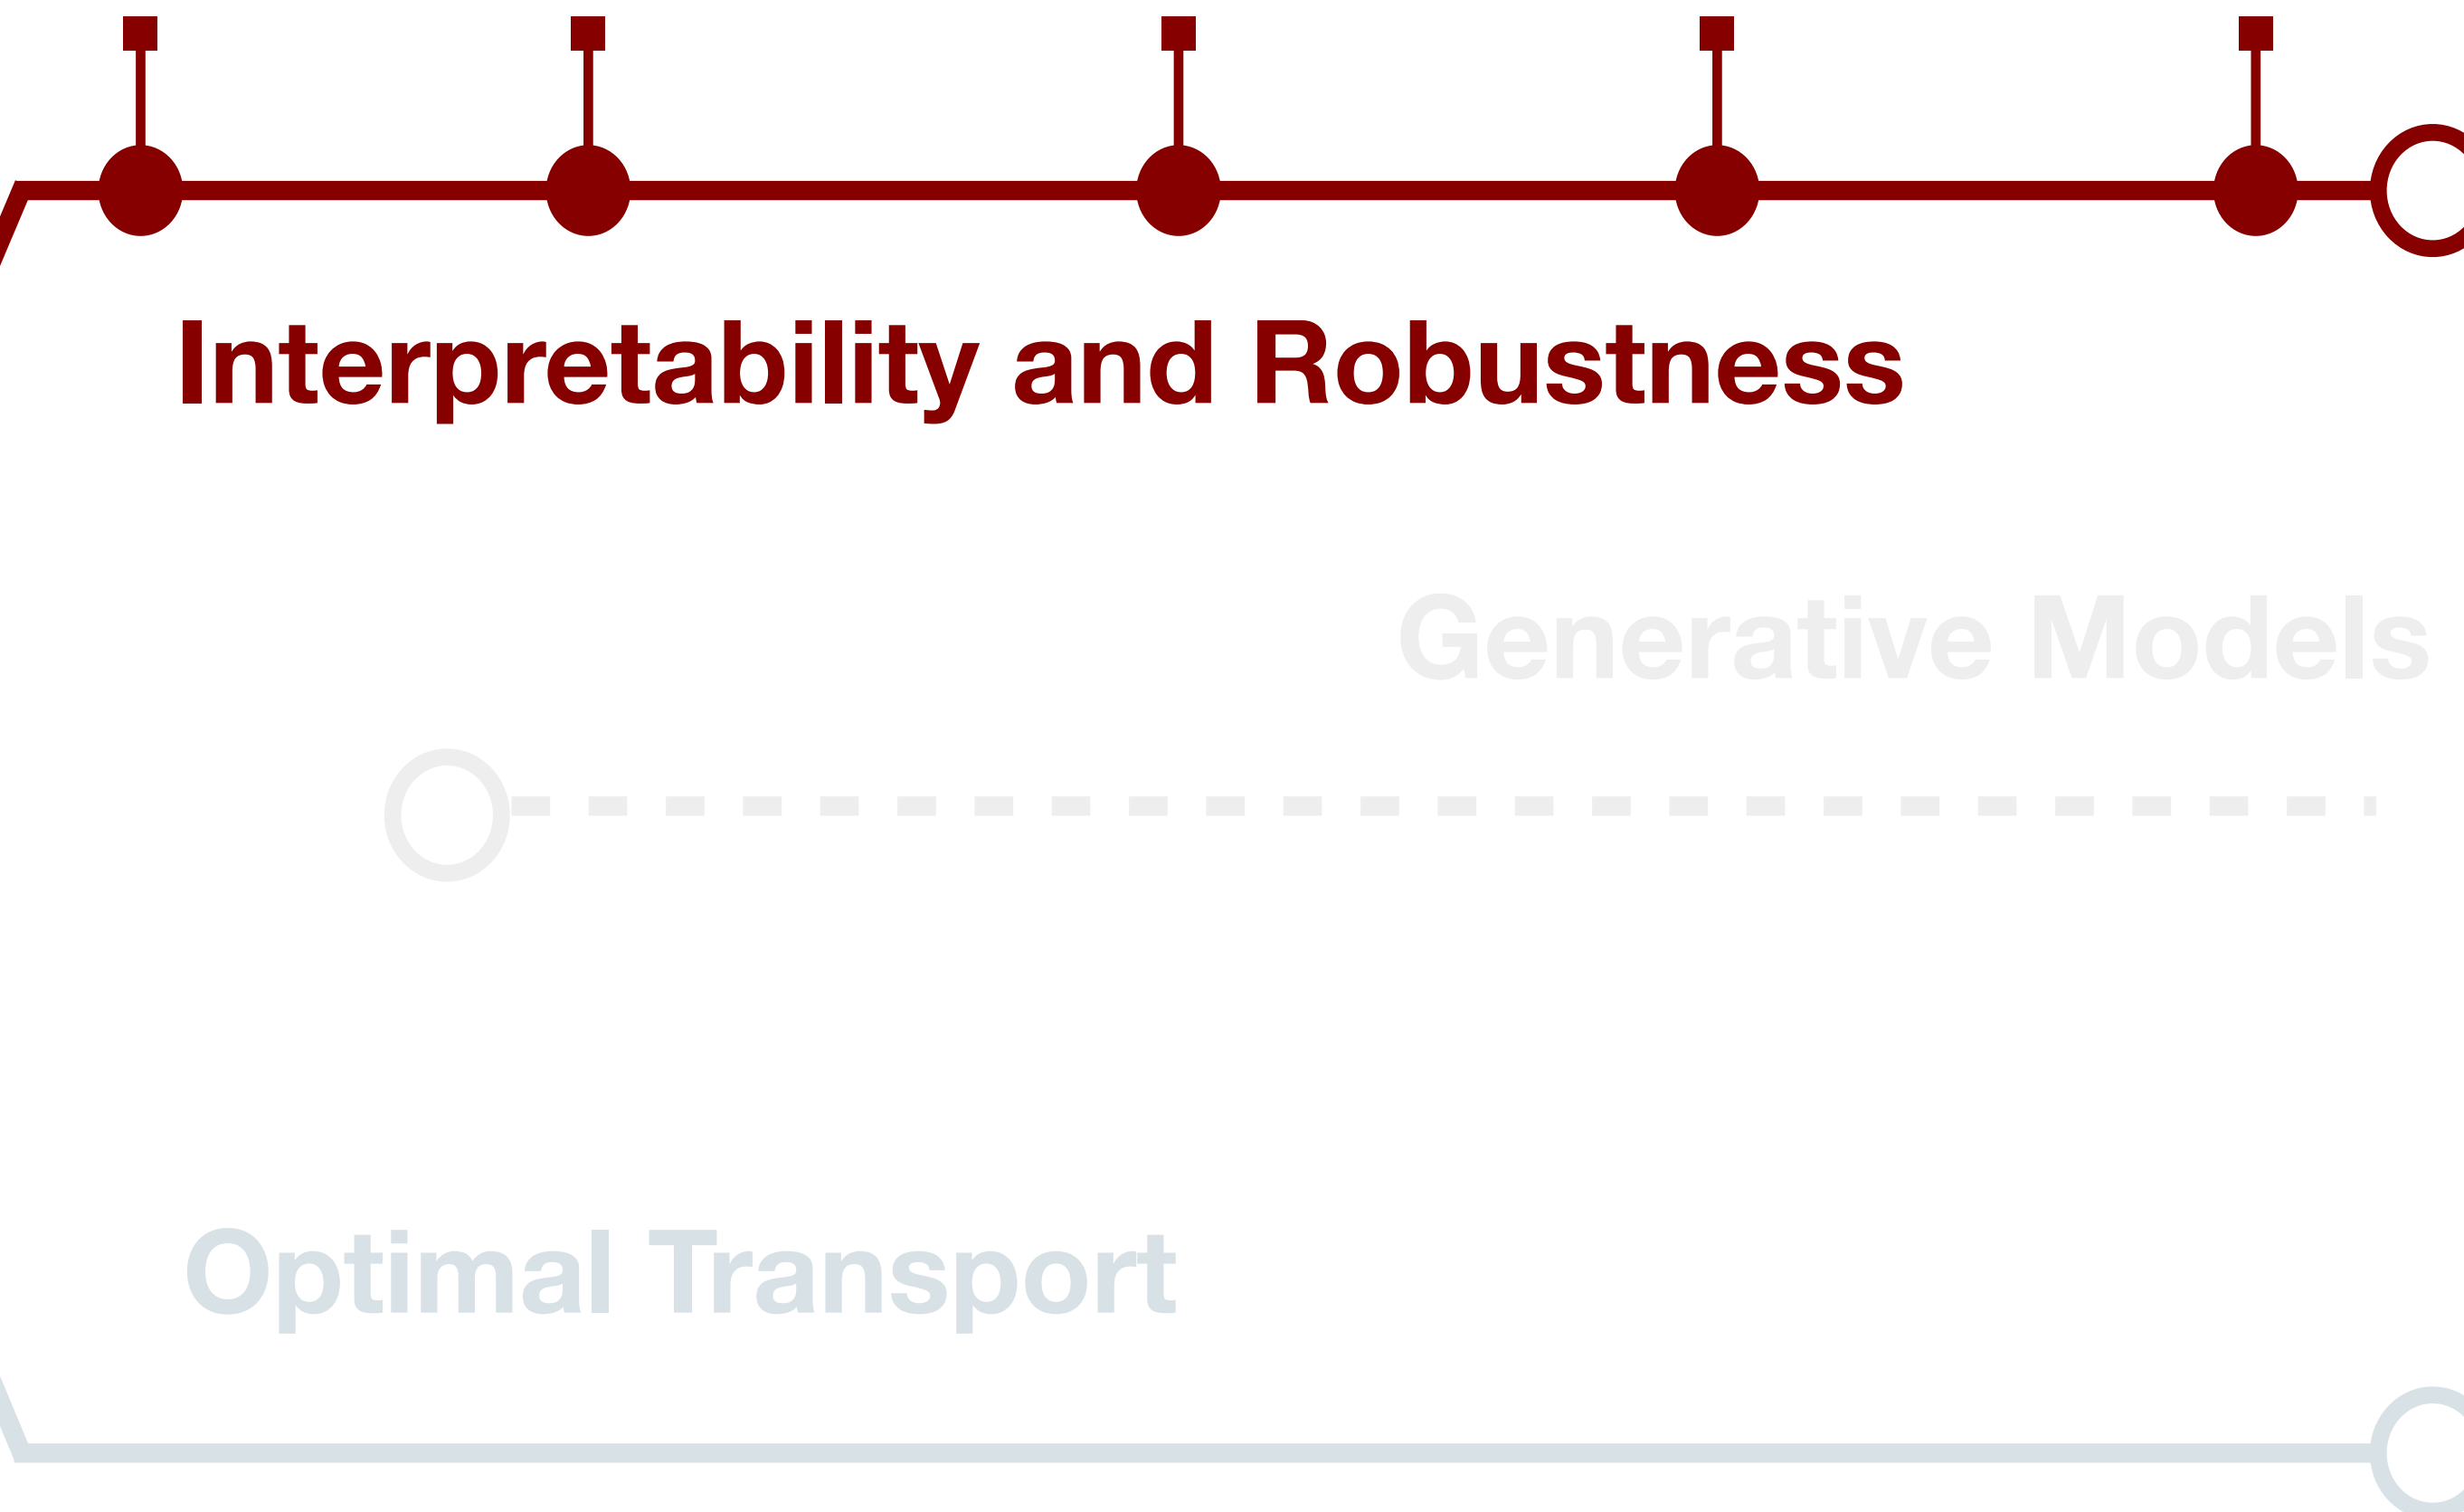 Interpretability and Robustness
Generative Models
Optimal Transport